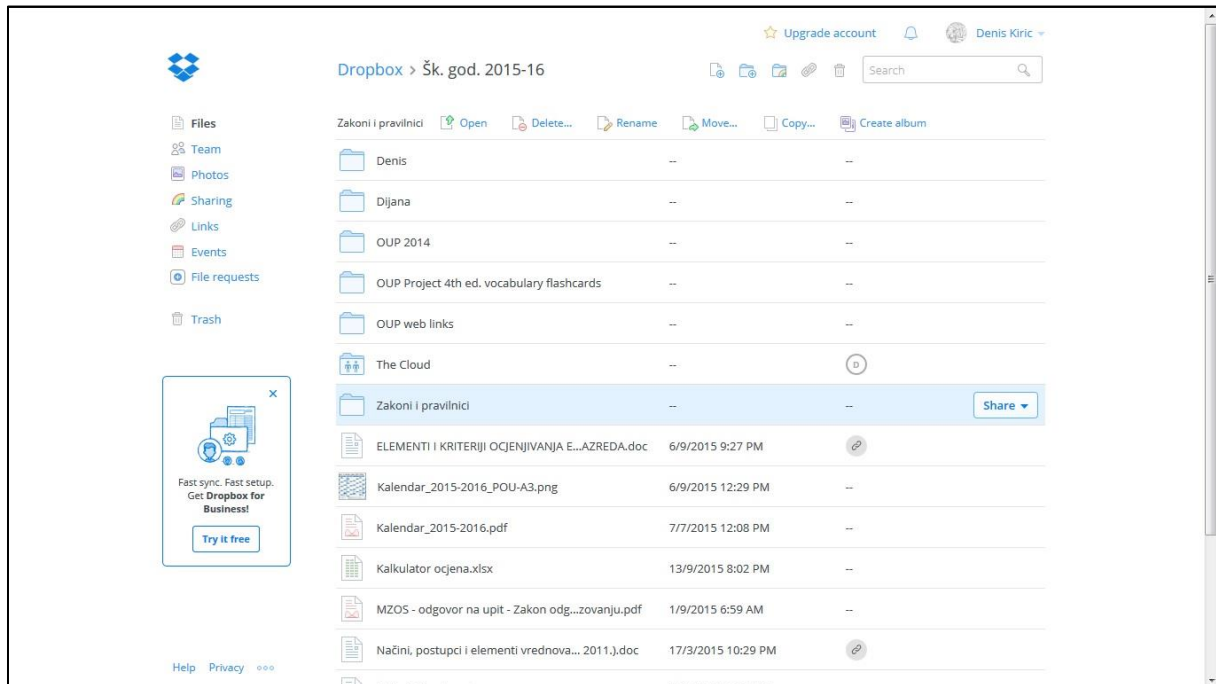 Upgrade account Denis Kiric
Dropbox > Šk. god. 2015-16 Search
Files
Team
Photos
Sharing
Links
Events
File requests
Trash
×
Fast sync. Fast setup.
Get Dropbox for
Business!
Try it free
Help Privacy
Zakoni i pravilnici Open Delete... Rename Move... Copy... Create album
Denis -- --
Dijana -- --
OUP 2014 -- --
OUP Project 4th ed. vocabulary flashcards -- --
OUP web links -- --
The Cloud -- D
Zakoni i pravilnici -- -- Share
ELEMENTI I KRITERIJI OCJENJIVANJA E...AZREDA.doc 6/9/2015 9:27 PM
Kalendar_2015-2016_POU-A3.png 6/9/2015 12:29 PM --
Kalendar_2015-2016.pdf 7/7/2015 12:08 PM --
Kalkulator ocjena.xlsx 13/9/2015 8:02 PM --
MZOS - odgovor na upit - Zakon odg...zovanju.pdf 1/9/2015 6:59 AM --
Načini, postupci i elementi vrednova... 2011.).doc 17/3/2015 10:29 PM